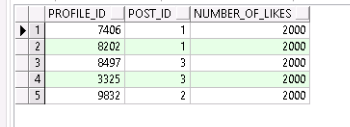 PROFILE_ID POST_ID NUMBER_OF_LIKES
1 7406 1 2000
2 8202 1 2000
3 8497 3 2000
4 3325 3 2000
5 9832 2 2000